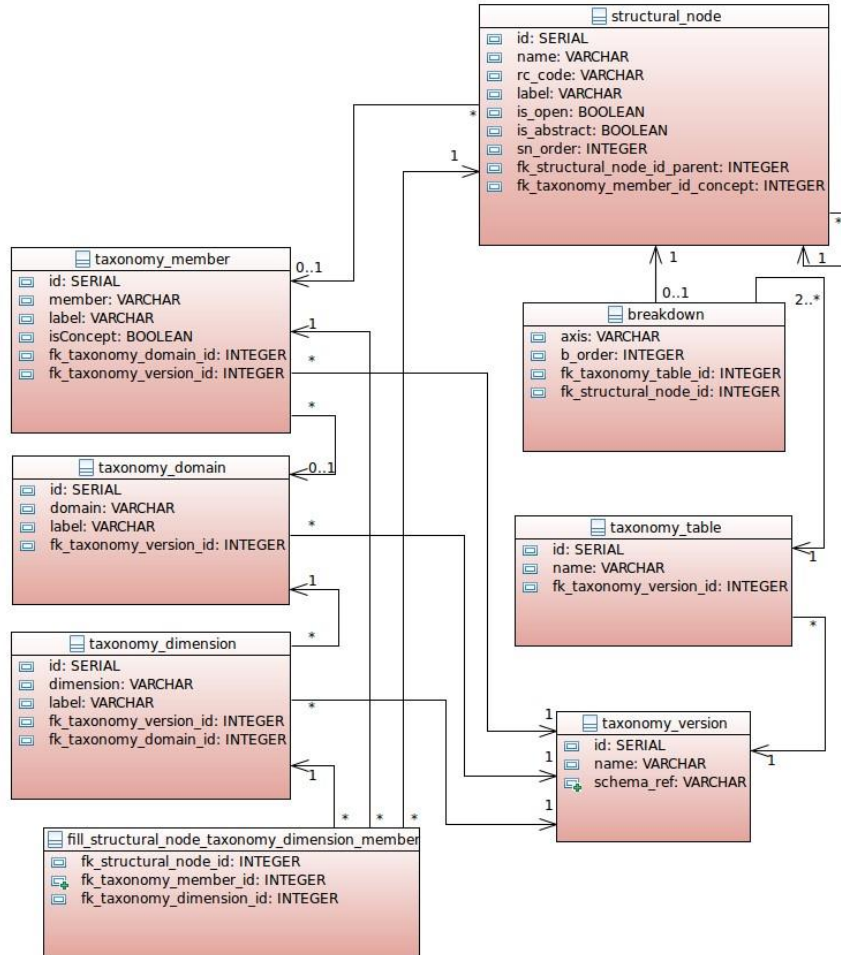 structural_node
id: SERIAL
name: VARCHAR
rc_code: VARCHAR
label: VARCHAR
is_open: BOOLEAN
is_abstract: BOOLEAN
sn_order: INTEGER
fk_structural_node_id_parent: INTEGER
fk_taxonomy_member_id_concept: INTEGER
*
1
*
1
1
0..1
taxonomy_member
id: SERIAL
member: VARCHAR
label: VARCHAR
isConcept: BOOLEAN
fk_taxonomy_domain_id: INTEGER
fk_taxonomy_version_id: INTEGER
0..1
1
*
*
breakdown
axis: VARCHAR
b_order: INTEGER
fk_taxonomy_table_id: INTEGER
fk_structural_node_id: INTEGER
2..*
taxonomy_domain
id: SERIAL
domain: VARCHAR
label: VARCHAR
fk_taxonomy_version_id: INTEGER
0..1
*
1
taxonomy_table
id: SERIAL
name: VARCHAR
fk_taxonomy_version_id: INTEGER
1
*
taxonomy_dimension
id: SERIAL
dimension: VARCHAR
label: VARCHAR
fk_taxonomy_version_id: INTEGER
fk_taxonomy_domain_id: INTEGER
*
*
1
taxonomy_version
id: SERIAL
name: VARCHAR
schema_ref: VARCHAR
1
1
1
1
fill_structural_node_taxonomy_dimension_member
fk_structural_node_id: INTEGER
fk_taxonomy_member_id: INTEGER
fk_taxonomy_dimension_id: INTEGER
* * *